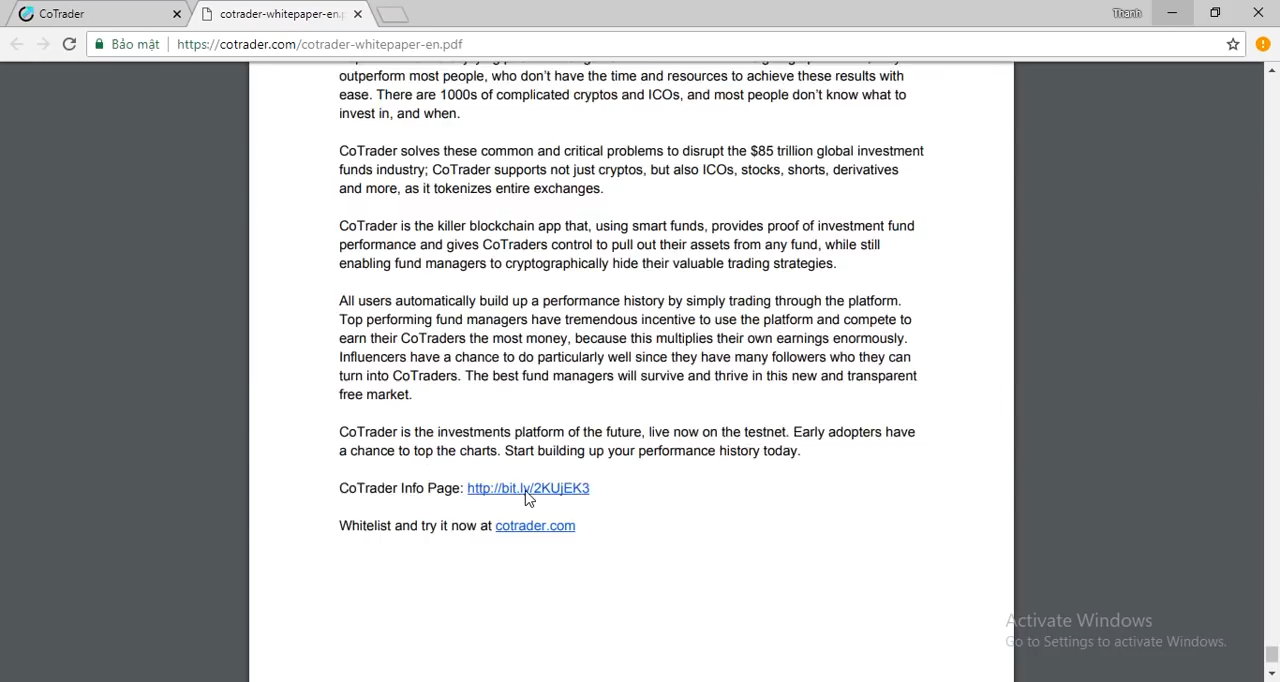 CoTrader
cotrader-whitepaper-en.p
Thanh
Bảo mật
https://cotrader.com/cotrader-whitepaper-en.pdf
outperform most people, who don't have the time and resources to achieve these results with
ease. There are 1000s of complicated cryptos and ICOs, and most people don't know what to
invest in, and when.
CoTrader solves these common and critical problems to disrupt the $85 trillion global investment
funds industry; CoTrader supports not just cryptos, but also ICOs, stocks, shorts, derivatives
and more, as it tokenizes entire exchanges.
CoTrader is the killer blockchain app that, using smart funds, provides proof of investment fund
performance and gives CoTraders control to pull out their assets from any fund, while still
enabling fund managers to cryptographically hide their valuable trading strategies.
All users automatically build up a performance history by simply trading through the platform.
Top performing fund managers have tremendous incentive to use the platform and compete to
earn their CoTraders the most money, because this multiplies their own earnings enormously.
Influencers have a chance to do particularly well since they have many followers who they can
turn into CoTraders. The best fund managers will survive and thrive in this new and transparent
free market.
CoTrader is the investments platform of the future, live now on the testnet. Early adopters have
a chance to top the charts. Start building up your performance history today.
CoTrader Info Page: http://bit.ly/2KUjEK3
Whitelist and try it now at cotrader.com
Activate Windows
Go to Settings to activate Windows.